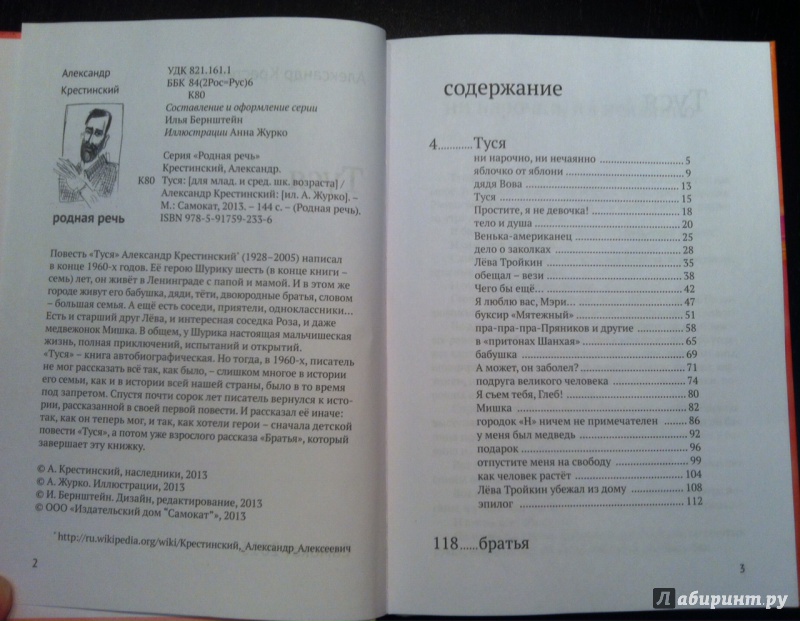 Александр
Крестинский
родная речь
УДК 821.161.1
ББК 84(2Рос=Рус)6
К80
Составление и оформление серии
Илья Бернштейн
Иллюстрации Анна Журко
Серия «Родная речь»
Крестинский, Александр.
К80 Туся: [для млад. и сред. шк. возраста] /
Александр Крестинский: [ил. А. Журко]. –
М.: Самокат, 2013. – 144 с. – (Родная речь).
ISBN 978-5-91759-233-6
Повесть «Туся» Александр Крестинский* (1928–2005) написал
в конце 1960-х годов. Её герою Шурику шесть (в конце книги –
семь) лет, он живёт в Ленинграде с папой и мамой. И в этом же
городе живут его бабушка, дяди, тёти, двоюродные братья, словом
– большая семья. А ещё есть соседи, приятели, одноклассники...
Есть и старший друг Лёва, и интересная соседка Роза, и даже
медвежонок Мишка. В общем, у Шурика настоящая мальчишеская
жизнь, полная приключений, испытаний и открытий.
«Туся» – книга автобиографическая. Но тогда, в 1960-х, писатель
не мог рассказать всё так, как было, – слишком многое в истории
его семьи, как и в истории всей нашей страны, было в то время
под запретом. Спустя почти сорок лет писатель вернулся к исто-
рии, рассказанной в своей первой повести. И рассказал её иначе:
так, как он теперь мог, и так, как хотели герои – сначала детской
повести «Туся», а потом уже взрослого рассказа «Братья», который
завершает эту книжку.
© А. Крестинский, наследники, 2013
© А. Журко. Иллюстрации, 2013
© И. Бернштейн. Дизайн, редактирование, 2013
© ООО «Издательский дом "Самокат"», 2013
*http://ru.wikipedia.org/wiki/Крестинский,_Александр_Алексеевич
2
содержание
4............ Туся
ни нарочно, ни нечаянно ........ 5
яблочко от яблони ........ 9
дядя Вова ........ 13
Туся ........ 15
Простите, я не девочка! ........ 18
тело и душа ........ 20
Венька-американец ........ 25
дело о заколках ........ 28
Лёва Тройкин ........ 35
обещал – вези ........ 38
Чего бы ещё... ........ 42
Я люблю вас, Мэри... ........ 47
буксир «Мятежный» ........ 51
пра-пра-пра-Пряников и другие ........ 58
в «притонах Шанхая» ........ 65
бабушка ........ 69
А может, он заболел? ........ 71
подруга великого человека ........ 74
Я съем тебя, Глеб! ........ 80
Мишка ........ 82
городок «Н» ничем не примечателен ........ 86
у меня был медведь ........ 92
подарок ........ 96
отпустите меня на свободу ........ 99
как человек растёт ........ 104
Лёва Тройкин убежал из дому ........ 108
эпилог ........ 112
118...... братья
3
Лабиринт.ру